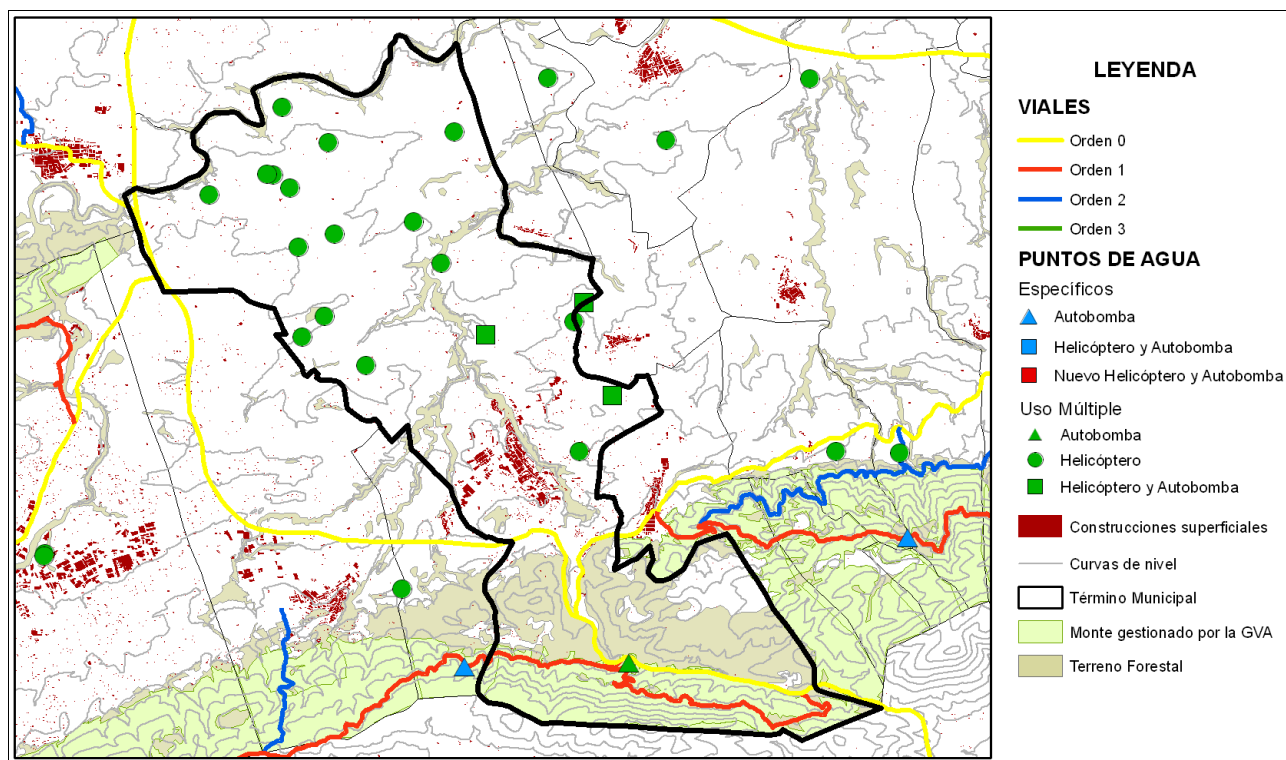 LEYENDA
VIALES
Orden 0
Orden 1
Orden 2
Orden 3
PUNTOS DE AGUA
Específicos
Autobomba
Helicóptero y Autobomba
Nuevo Helicóptero y Autobomba
Uso Múltiple
Autobomba
Helicóptero
Helicóptero y Autobomba
Construcciones superficiales
Curvas de nivel
Término Municipal
Monte gestionado por la GVA
Terreno Forestal